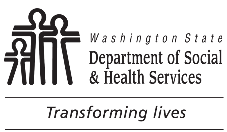 Washington State
Department of Social
& Health Services
Transforming lives